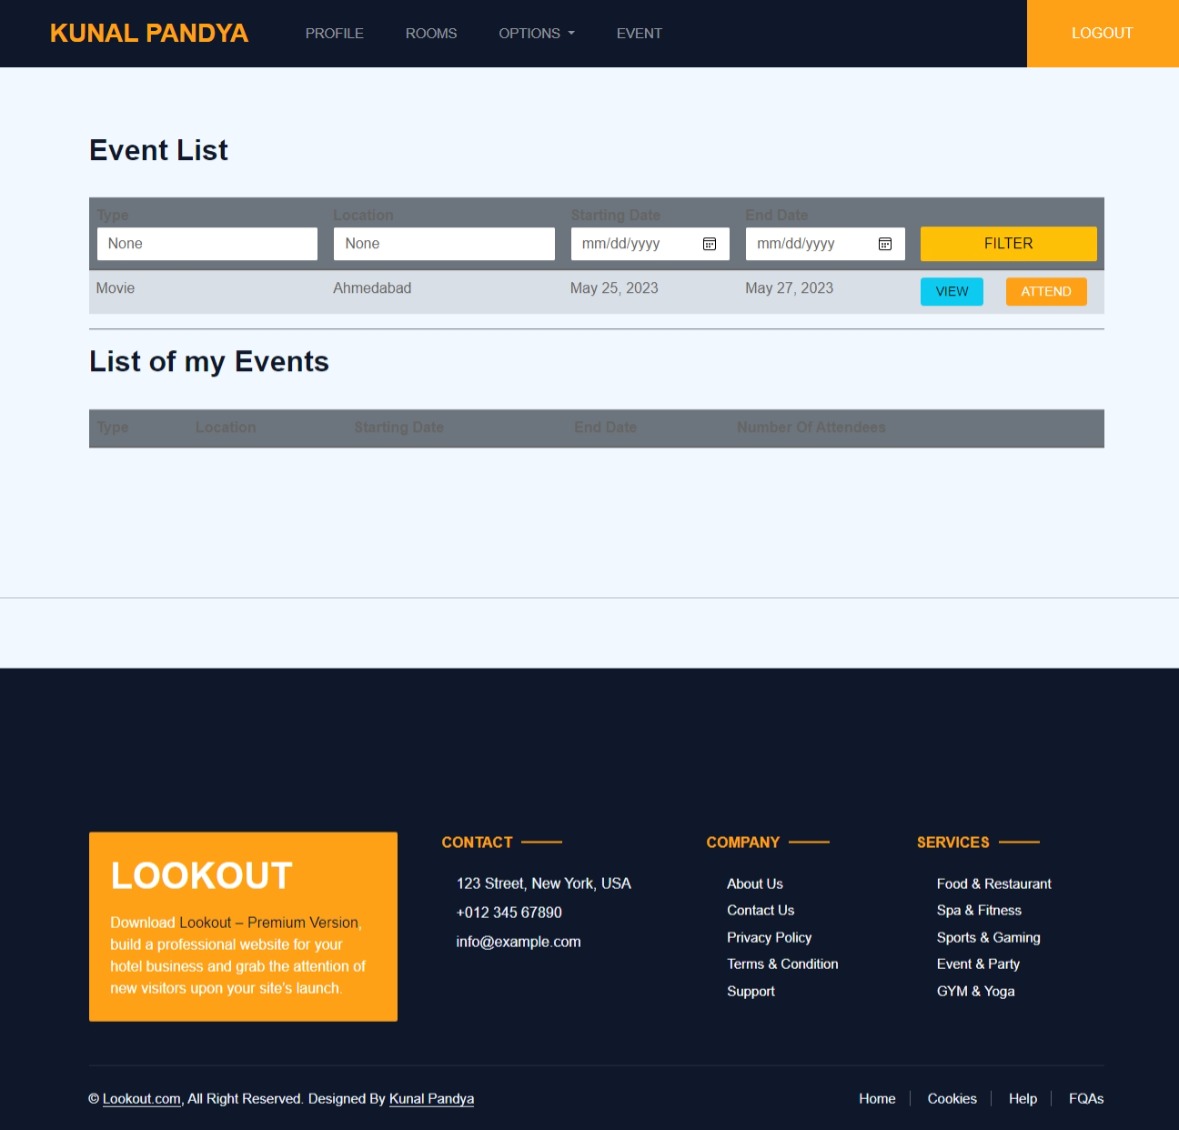 KUNAL PANDYA PROFILE ROOMS OPTIONS EVENT LOGOUT
Event List
Type Location Starting Date End Date
None None mm/dd/yyyy mm/dd/yyyy FILTER
Movie Ahmedabad May 25, 2023 May 27, 2023 VIEW ATTEND
List of my Events
Type Location Starting Date End Date Number Of Attendees
LOOKOUT
Download Lookout – Premium Version,
build a professional website for your
hotel business and grab the attention of
new visitors upon your site's launch.
CONTACT
123 Street, New York, USA
+012 345 67890
info@example.com
COMPANY
About Us
Contact Us
Privacy Policy
Terms & Condition
Support
SERVICES
Food & Restaurant
Spa & Fitness
Sports & Gaming
Event & Party
GYM & Yoga
© Lookout.com, All Right Reserved. Designed By Kunal Pandya
Home Cookies Help FQAs